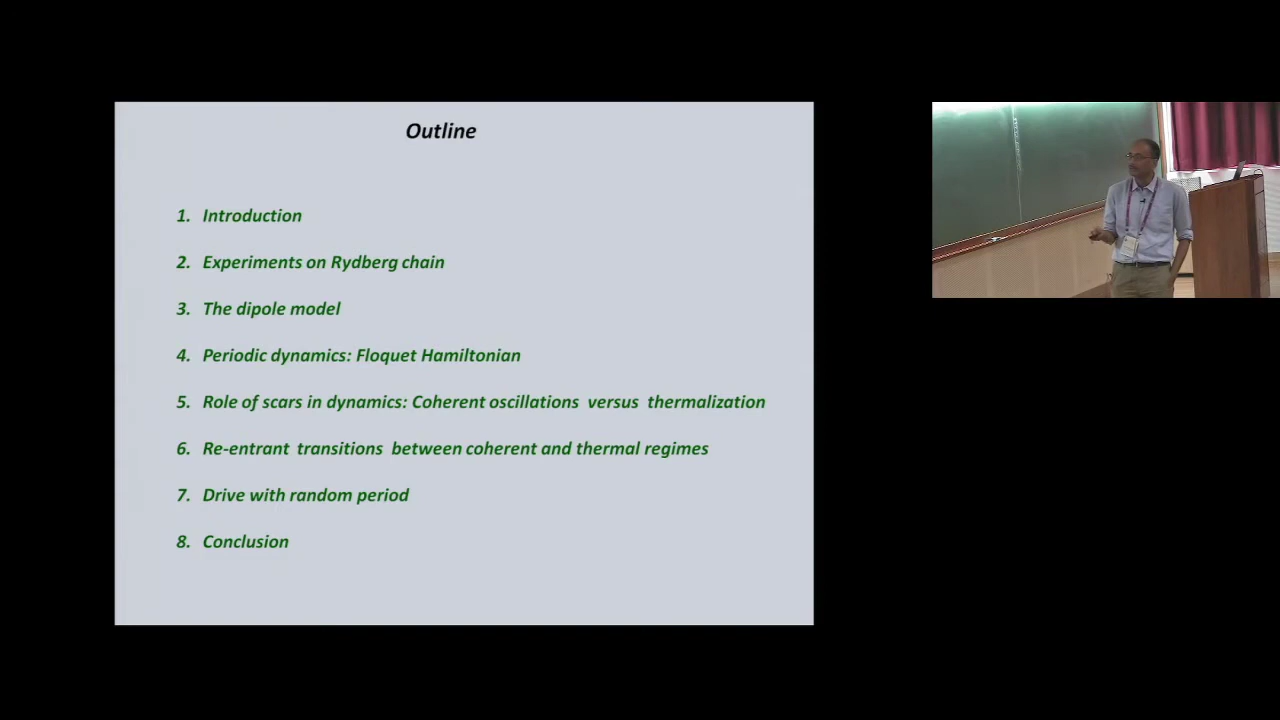 Outline
1. Introduction
2. Experiments on Rydberg chain
3. The dipole model
4. Periodic dynamics: Floquet Hamiltonian
5. Role of scars in dynamics: Coherent oscillations versus thermalization
6. Re-entrant transitions between coherent and thermal regimes
7. Drive with random period
8. Conclusion